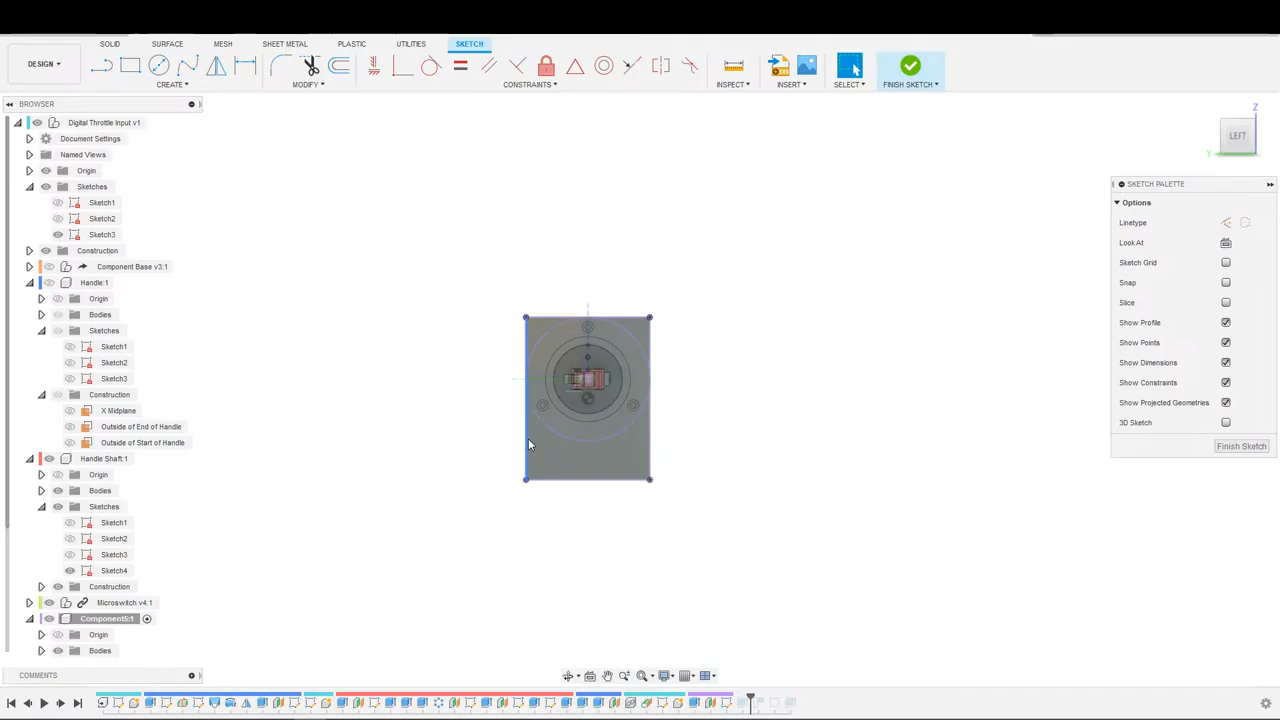 SOLID SURFACE MESH SHEET METAL PLASTIC UTILITIES SKETCH
DESIGN
CREATE MODIFY CONSTRAINTS INSPECT INSERT SELECT FINISH SKETCH
BROWSER
Digital Throttle Input v1
Document Settings
Named Views
Origin
Sketches
Sketch1
Sketch2
Sketch3
Construction
Component Base v3:1
Handle:1
Origin
Bodies
Sketches
Sketch1
Sketch2
Sketch3
Construction
X Midplane
Outside of End of Handle
Outside of Start of Handle
Handle Shaft:1
Origin
Bodies
Sketches
Sketch1
Sketch2
Sketch3
Sketch4
Construction
Microswitch v4:1
Component5:1
Origin
Bodies
COMMENTS
Z
LEFT
Y
SKETCH PALETTE
Options
Linetype
Look At
Sketch Grid
Snap
Slice
Show Profile
Show Points
Show Dimensions
Show Constraints
Show Projected Geometries
3D Sketch
Finish Sketch